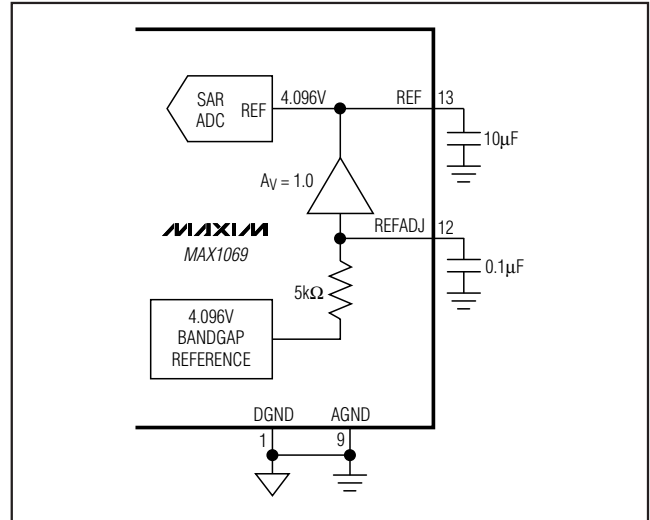 SAR
ADC
REF
4.096V
REF
13
10µF
AV = 1.0
REFADJ
12
MAXIM
MAX1069
0.1µF
5kΩ
4.096V
BANDGAP
REFERENCE
DGND
AGND
1
9